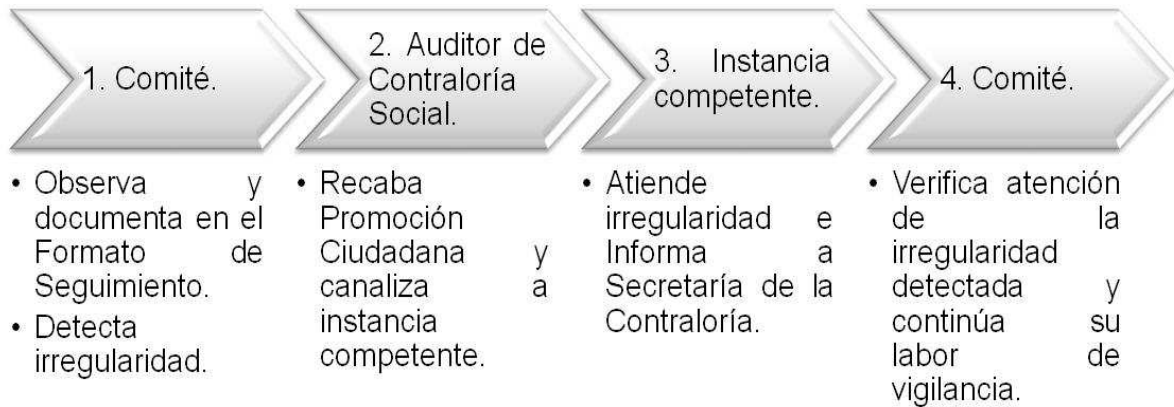 1. Comité.
• Observa y
documenta en el
Formato de
Seguimiento.
• Detecta
irregularidad.
2. Auditor de
Contraloría
Social.
• Recaba
Promoción
Ciudadana y
canaliza a
instancia
competente.
3. Instancia
competente.
• Atiende
irregularidad e
Informa a
Secretaría de la
Contraloría.
4. Comité.
• Verifica atención
de la
irregularidad
detectada y
continúa su
labor de
vigilancia.